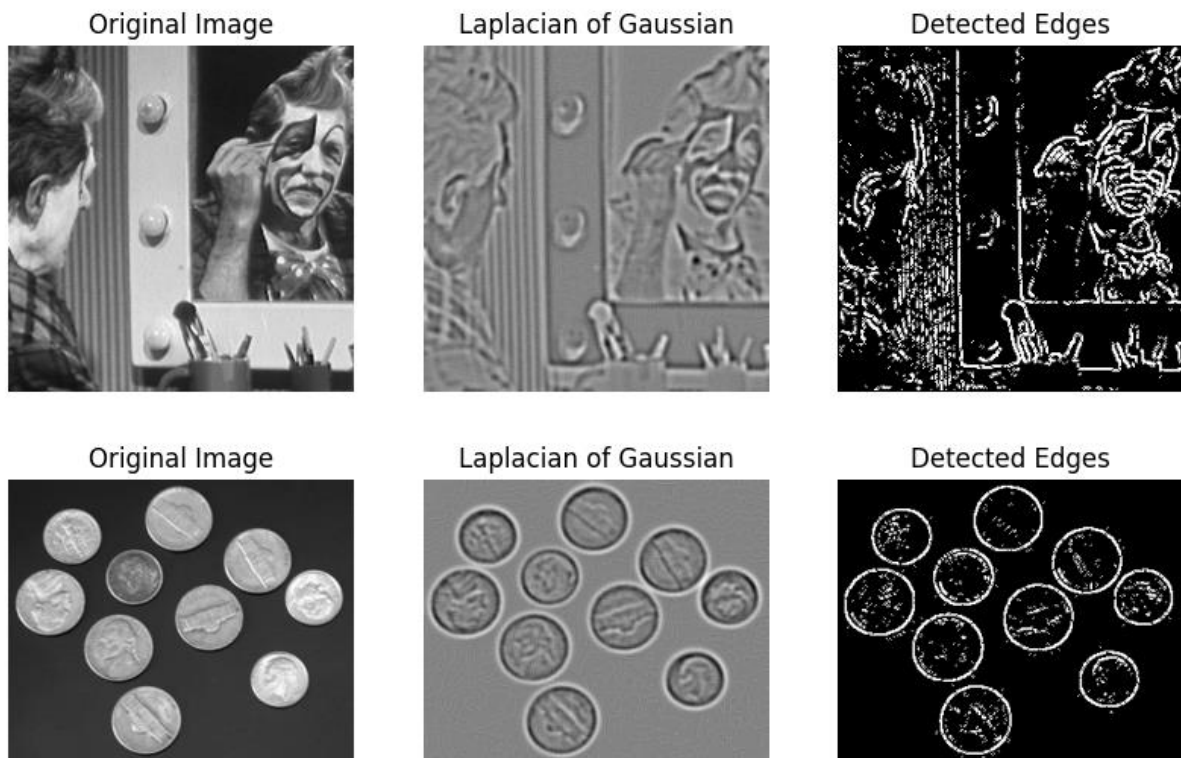 Original Image
Laplacian of Gaussian
Detected Edges
Original Image
Laplacian of Gaussian
Detected Edges